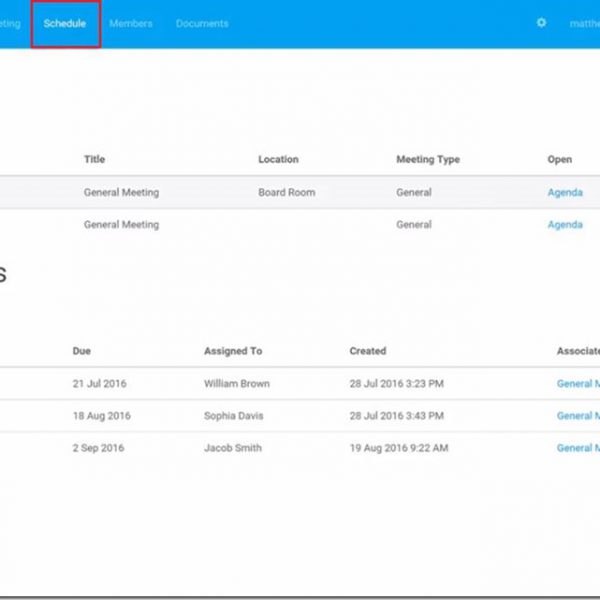 eting Schedule Members Documents matthe
Title Location Meeting Type Open
General Meeting Board Room General Agenda
General Meeting General Agenda
s
Due Assigned To Created Associate
21 Jul 2016 William Brown 28 Jul 2016 3:23 PM General M
18 Aug 2016 Sophia Davis 28 Jul 2016 3:43 PM General M
2 Sep 2016 Jacob Smith 19 Aug 2016 9:22 AM General M